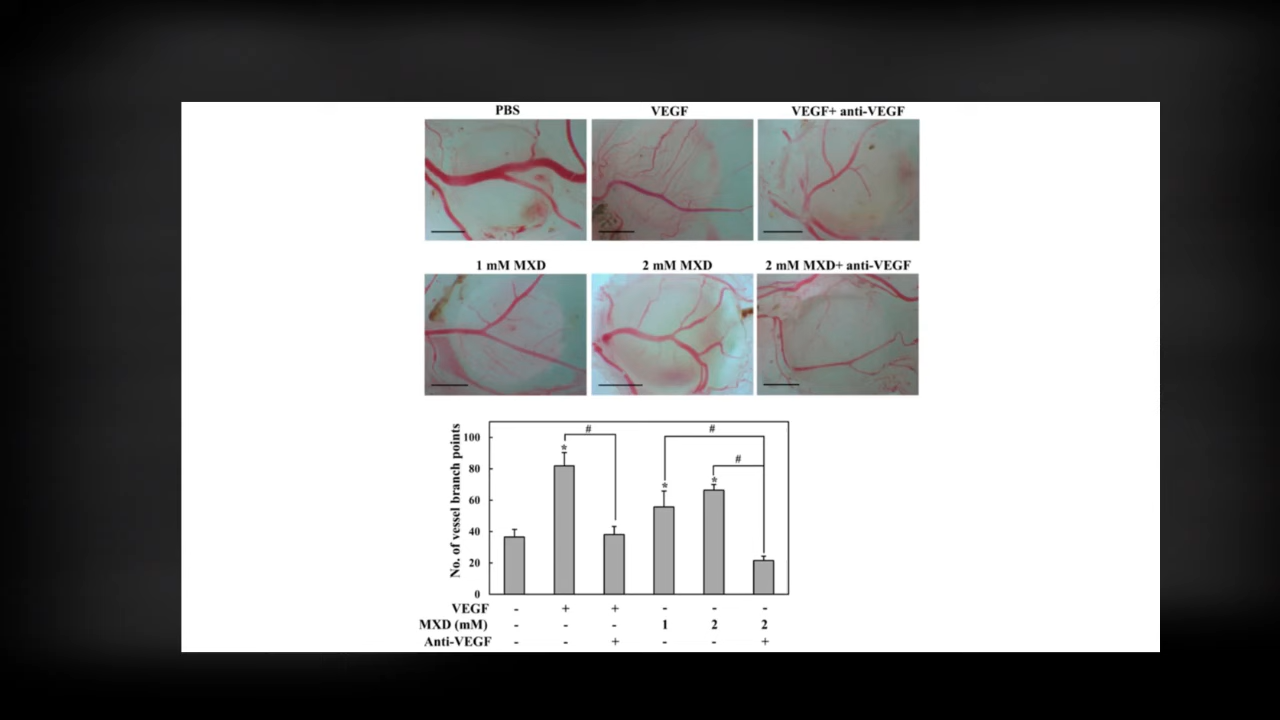 PBS VEGF VEGF+ anti-VEGF
1 mM MXD 2 mM MXD 2 mM MXD+ anti-VEGF
No. of vessel branch points
100
80
60
40
20
0
# # #
* * *
VEGF - + + - - -
MXD (mM) - - - 1 2 2
Anti-VEGF - - + - - +